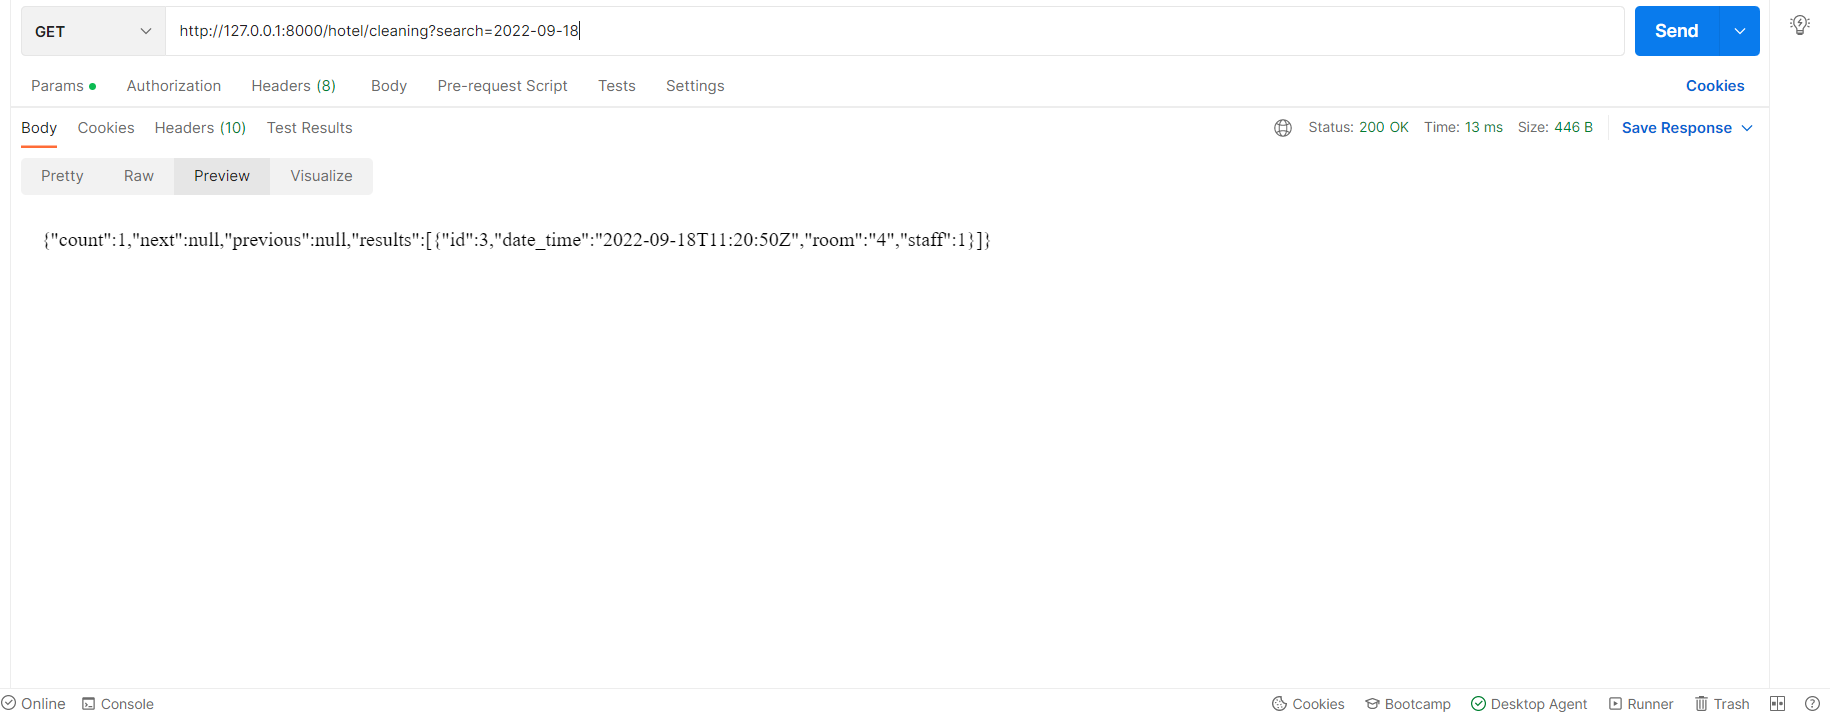 GET http://127.0.0.1:8000/hotel/cleaning?search=2022-09-18 Send
Params Authorization Headers (8) Body Pre-request Script Tests Settings Cookies
Body Cookies Headers (10) Test Results Status: 200 OK Time: 13 ms Size: 446 B Save Response
Pretty Raw Preview Visualize
{"count":1,"next":null,"previous":null,"results":[{"id":3,"date_time":"2022-09-18T11:20:50Z","room":"4","staff":1}]}
Online Console Cookies Bootcamp Desktop Agent Runner Trash